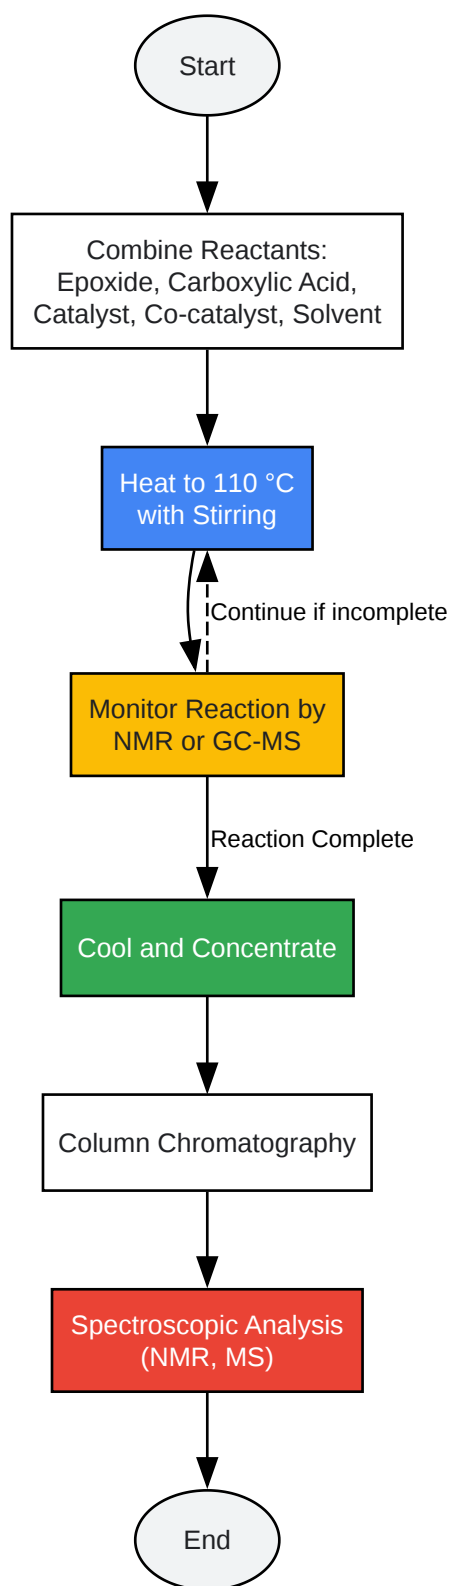 Start
Combine Reactants:
Epoxide, Carboxylic Acid,
Catalyst, Co-catalyst, Solvent
Heat to 110 °C
with Stirring
Continue if incomplete
Monitor Reaction by
NMR or GC-MS
Reaction Complete
Cool and Concentrate
Column Chromatography
Spectroscopic Analysis
(NMR, MS)
End